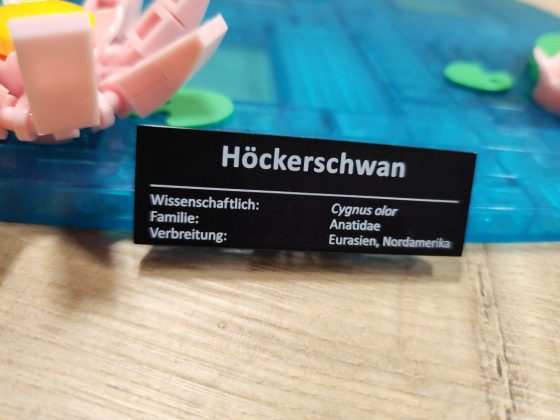 Höckerschwan
Wissenschaftlich: Cygnus olor
Familie: Anatidae
Verbreitung: Eurasien, Nordamerika